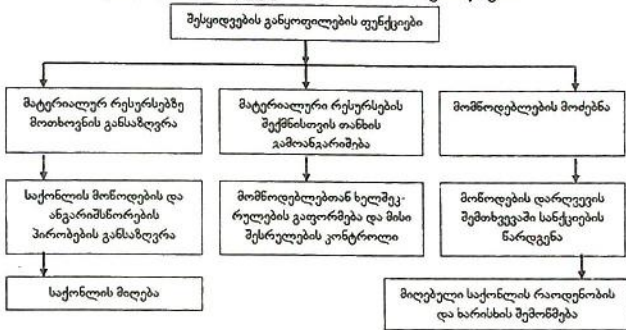 შესყიდვების განყოფილების ფუნქციები
მატერიალურ რესურსებზე
მოთხოვნის განსაზღვრა
მატერიალური რესურსების
შექმნისთვის თანხის
გამოანგარიშება
მომწოდებლების მოძებნა
საქონლის მოწოდების და
ანგარიშსწორების
პირობების განსაზღვრა
მომწოდებლებთან ხელშეკ-
რულების გაფორმება და მისი
შესრულების კონტროლი
მოწოდების დარღვევის
შემთხვევაში სანქციების
წარდგენა
საქონლის მიღება
მიღებული საქონლის რაოდენობის
და ხარისხის შემოწმება